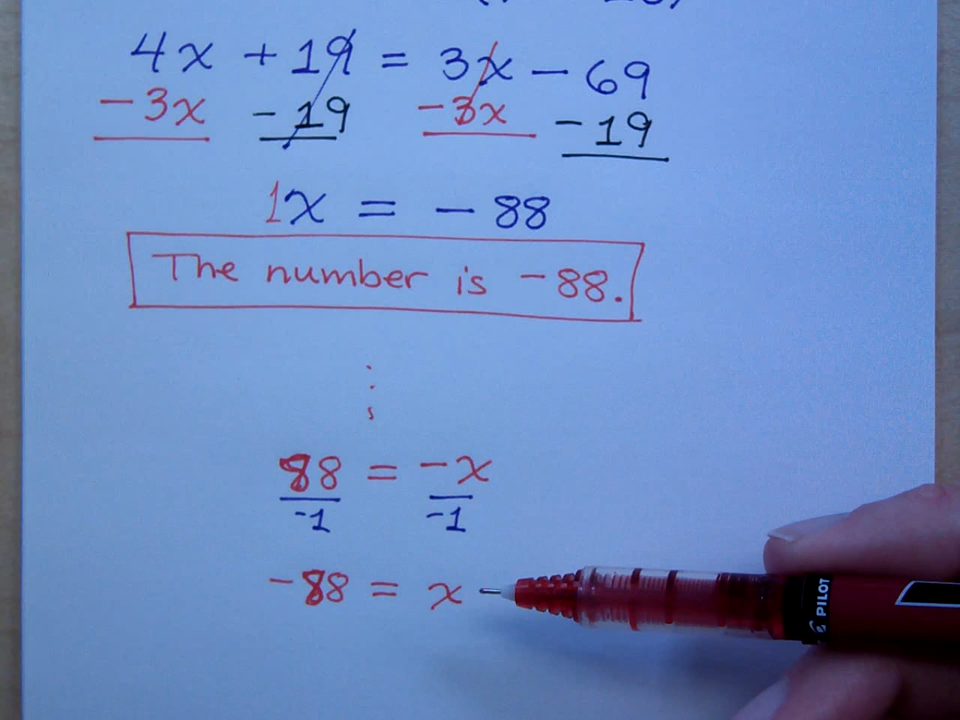 4x + 19 = 3x - 69
-3x -19 -3x -19
1x = -88
The number is -88.
88 = -x
-1 -1
-88 = x
PILOT